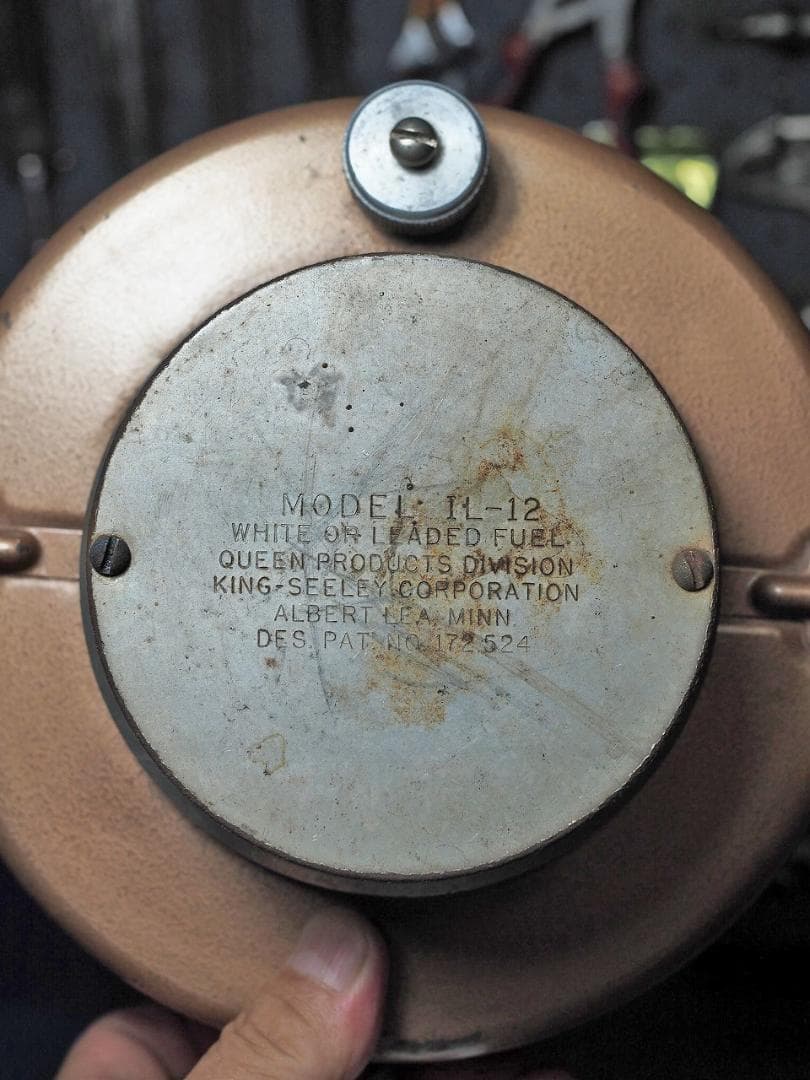 MODEL IL-12
WHITE OR LEADED FUEL
QUEEN PRODUCTS DIVISION
KING-SEELEY CORPORATION
ALBERT LEA, MINN
DES. PAT. NO. 172,524